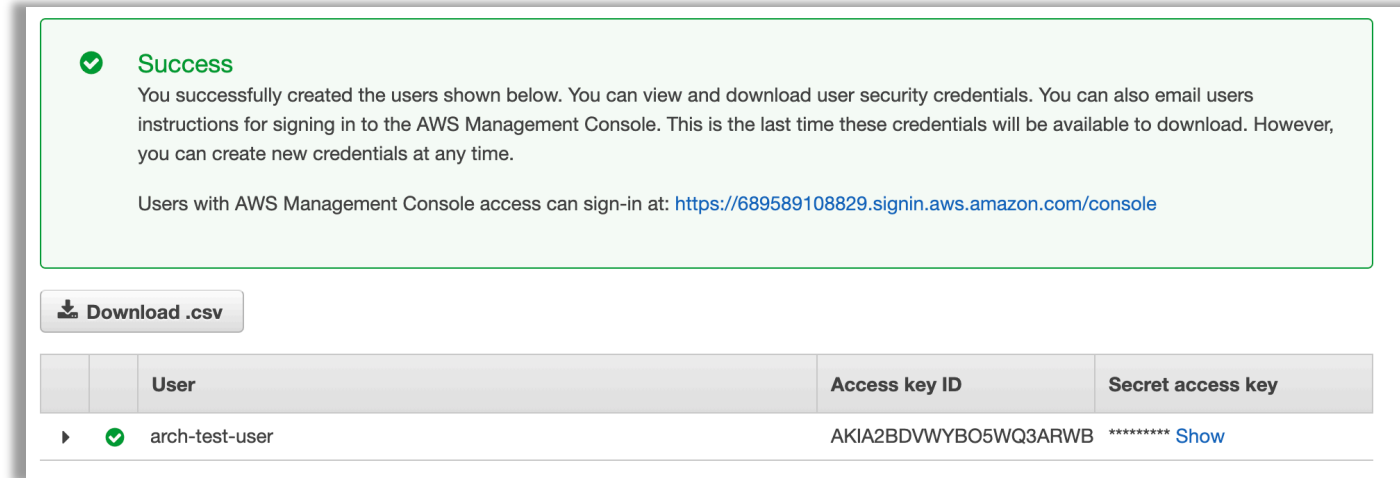 Success
You successfully created the users shown below. You can view and download user security credentials. You can also email users
instructions for signing in to the AWS Management Console. This is the last time these credentials will be available to download. However,
you can create new credentials at any time.
Users with AWS Management Console access can sign-in at: https://689589108829.signin.aws.amazon.com/console
Download .csv
User Access key ID Secret access key
arch-test-user AKIA2BDVWYBO5WQ3ARWB ********* Show